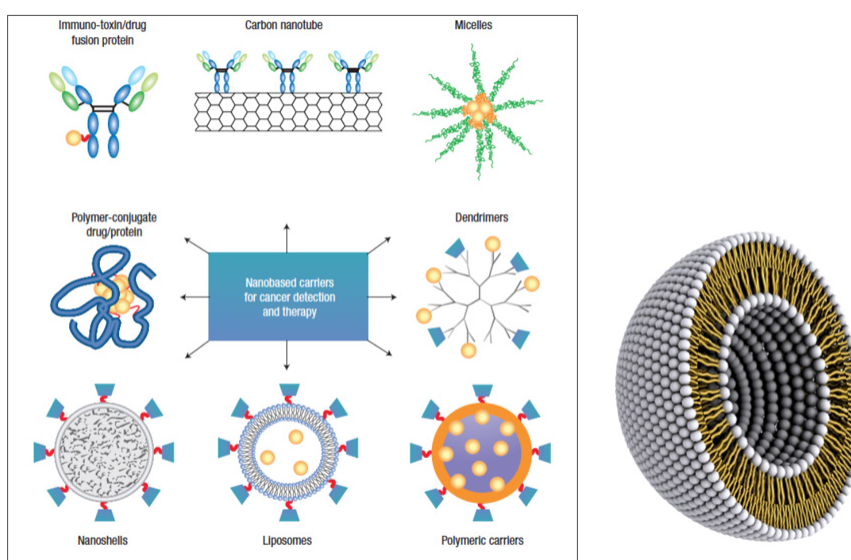 Immuno-toxin/drug
fusion protein
Carbon nanotube
Micelles
Polymer-conjugate
drug/protein
Dendrimers
Nanobased carriers
for cancer detection
and therapy
Nanoshells
Liposomes
Polymeric carriers